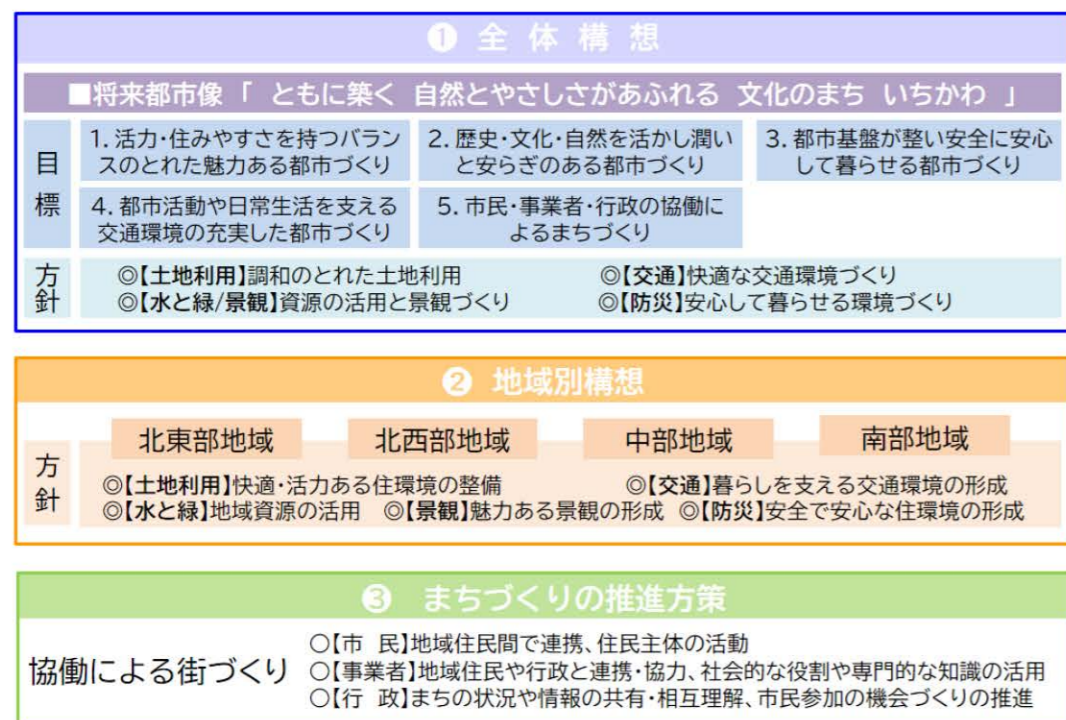 ❶ 全体構想
■将来都市像「 ともに築く 自然とやさしさがあふれる 文化のまち いちかわ 」
目標
1. 活力・住みやすさを持つバラン
スのとれた魅力ある都市づくり
2. 歴史・文化・自然を活かし潤い
と安らぎのある都市づくり
3. 都市基盤が整い安全に安心
して暮らせる都市づくり
4. 都市活動や日常生活を支える
交通環境の充実した都市づくり
5. 市民・事業者・行政の協働に
よるまちづくり
方針
◎【土地利用】調和のとれた土地利用
◎【交通】快適な交通環境づくり
◎【水と緑/景観】資源の活用と景観づくり
◎【防災】安心して暮らせる環境づくり
❷ 地域別構想
北東部地域
北西部地域
中部地域
南部地域
方針
◎【土地利用】快適・活力ある住環境の整備
◎【交通】暮らしを支える交通環境の形成
◎【水と緑】地域資源の活用 ◎【景観】魅力ある景観の形成 ◎【防災】安全で安心な住環境の形成
❸ まちづくりの推進方策
協働による街づくり
○【市 民】地域住民間で連携、住民主体の活動
○【事業者】地域住民や行政と連携・協力、社会的な役割や専門的な知識の活用
○【行 政】まちの状況や情報の共有・相互理解、市民参加の機会づくりの推進